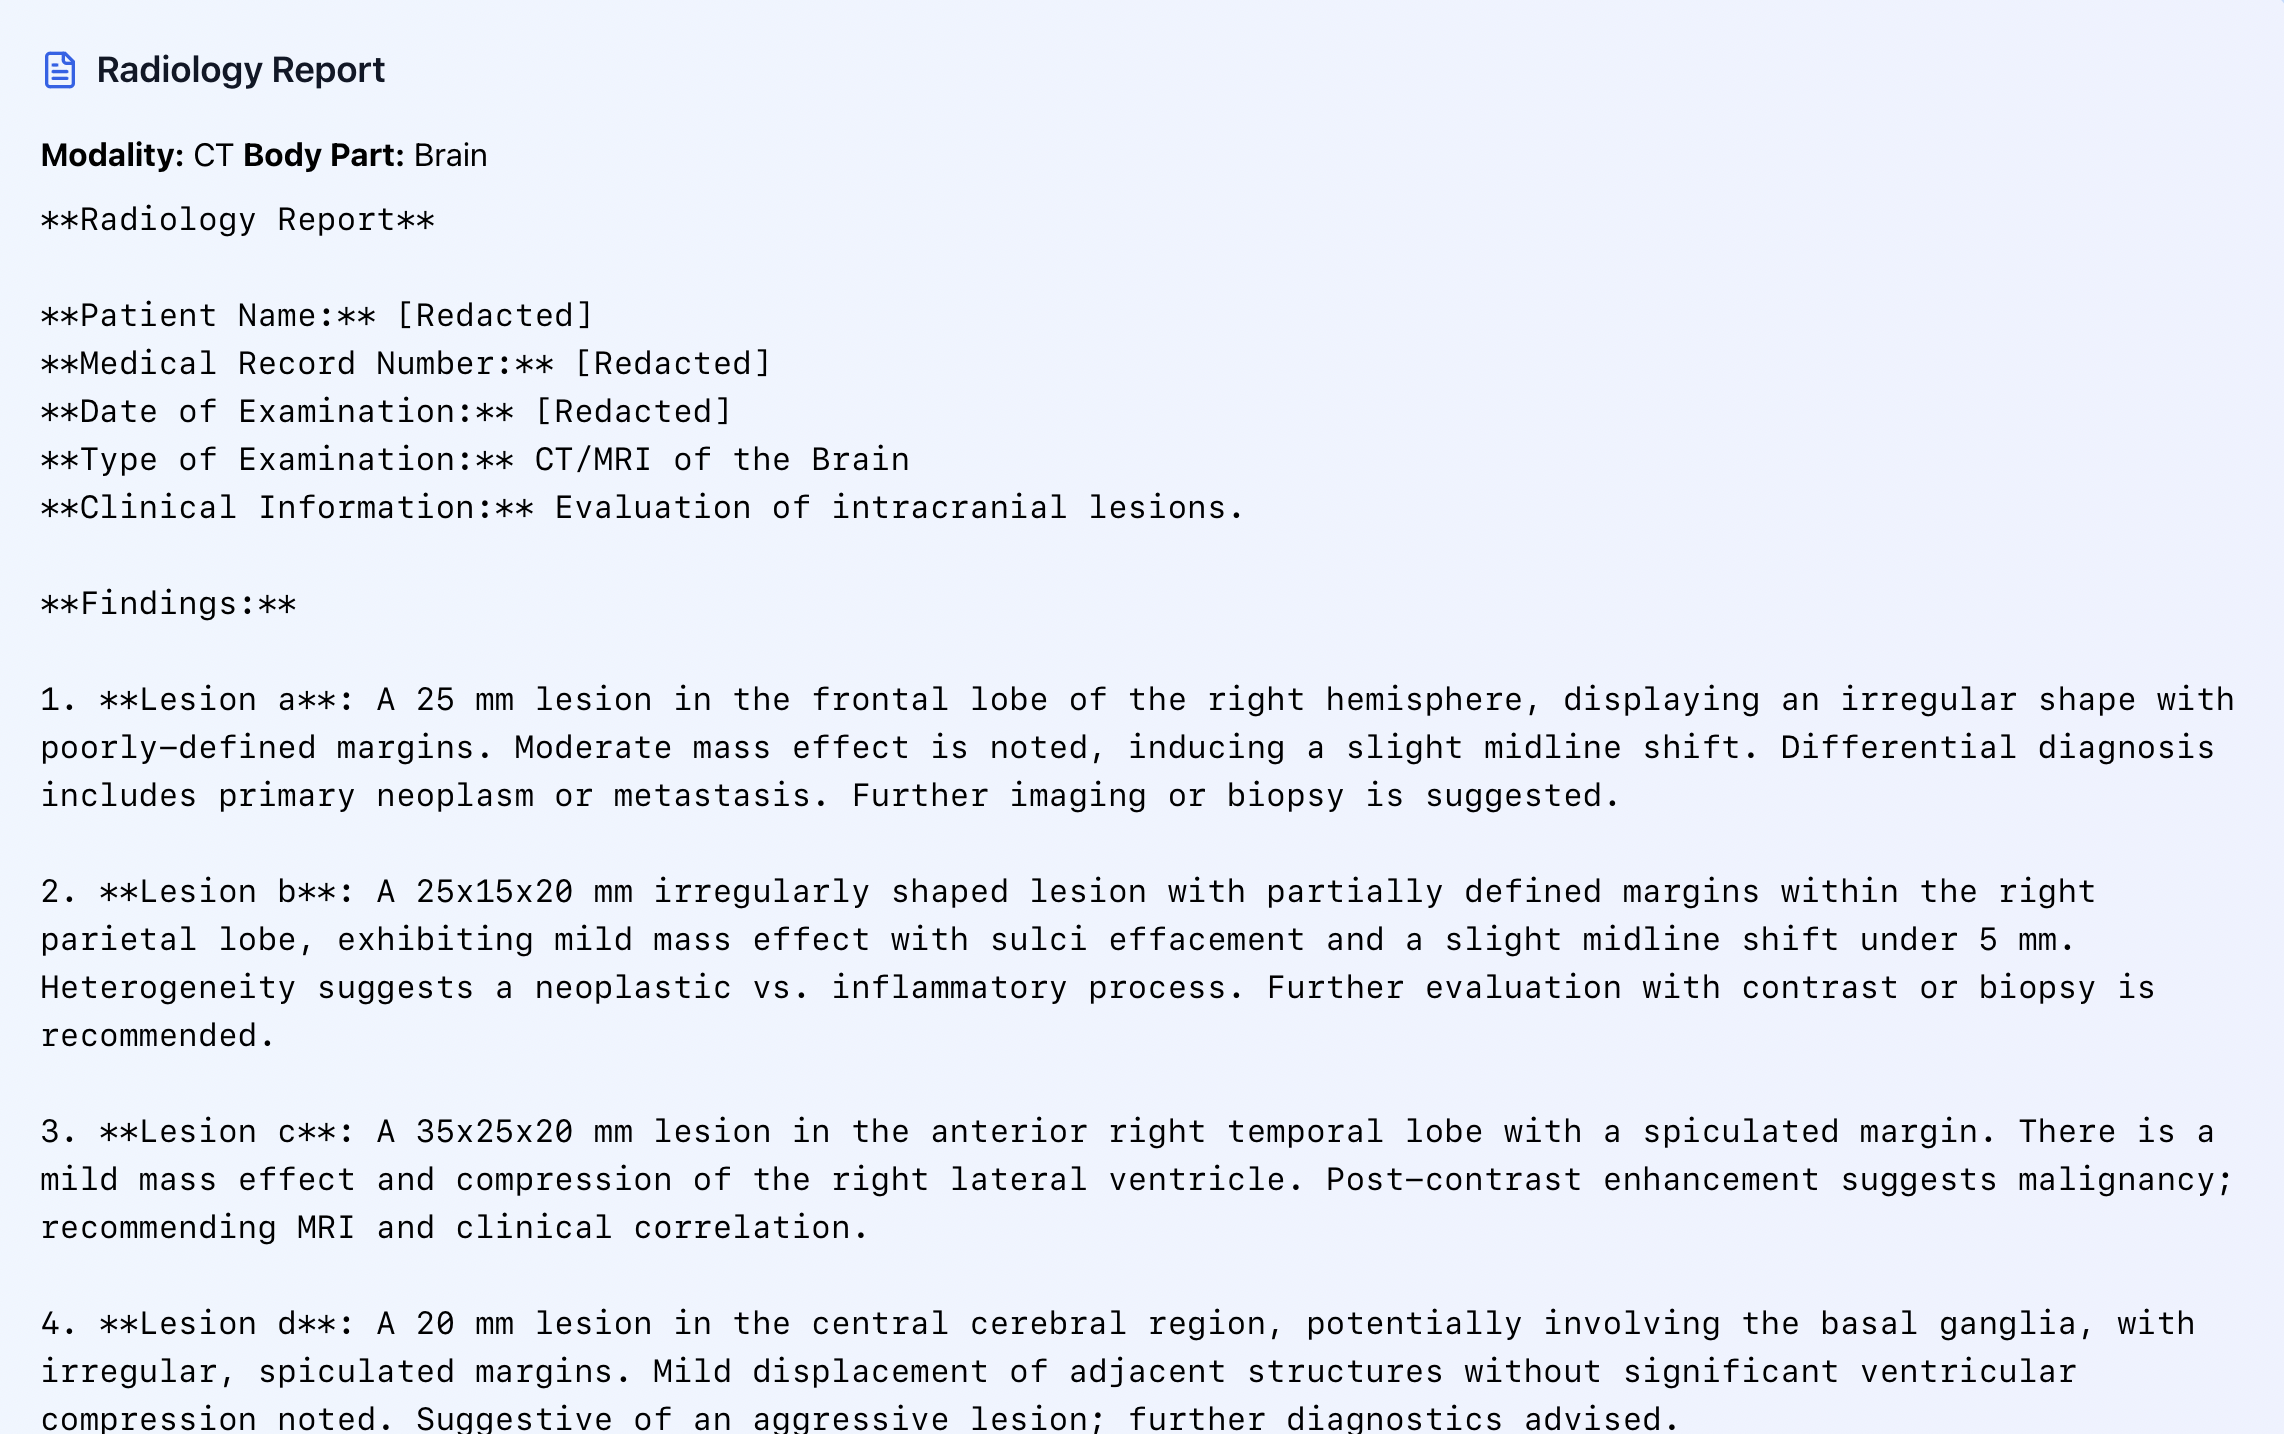 Radiology Report
Modality: CT Body Part: Brain
**Radiology Report**
**Patient Name:** [Redacted]
**Medical Record Number:** [Redacted]
**Date of Examination:** [Redacted]
**Type of Examination:** CT/MRI of the Brain
**Clinical Information:** Evaluation of intracranial lesions.
**Findings:**
1. **Lesion a**: A 25 mm lesion in the frontal lobe of the right hemisphere, displaying an irregular shape with
poorly-defined margins. Moderate mass effect is noted, inducing a slight midline shift. Differential diagnosis
includes primary neoplasm or metastasis. Further imaging or biopsy is suggested.
2. **Lesion b**: A 25x15x20 mm irregularly shaped lesion with partially defined margins within the right
parietal lobe, exhibiting mild mass effect with sulci effacement and a slight midline shift under 5 mm.
Heterogeneity suggests a neoplastic vs. inflammatory process. Further evaluation with contrast or biopsy is
recommended.
3. **Lesion c**: A 35x25x20 mm lesion in the anterior right temporal lobe with a spiculated margin. There is a
mild mass effect and compression of the right lateral ventricle. Post-contrast enhancement suggests malignancy;
recommending MRI and clinical correlation.
4. **Lesion d**: A 20 mm lesion in the central cerebral region, potentially involving the basal ganglia, with
irregular, spiculated margins. Mild displacement of adjacent structures without significant ventricular
compression noted. Suggestive of an aggressive lesion; further diagnostics advised.